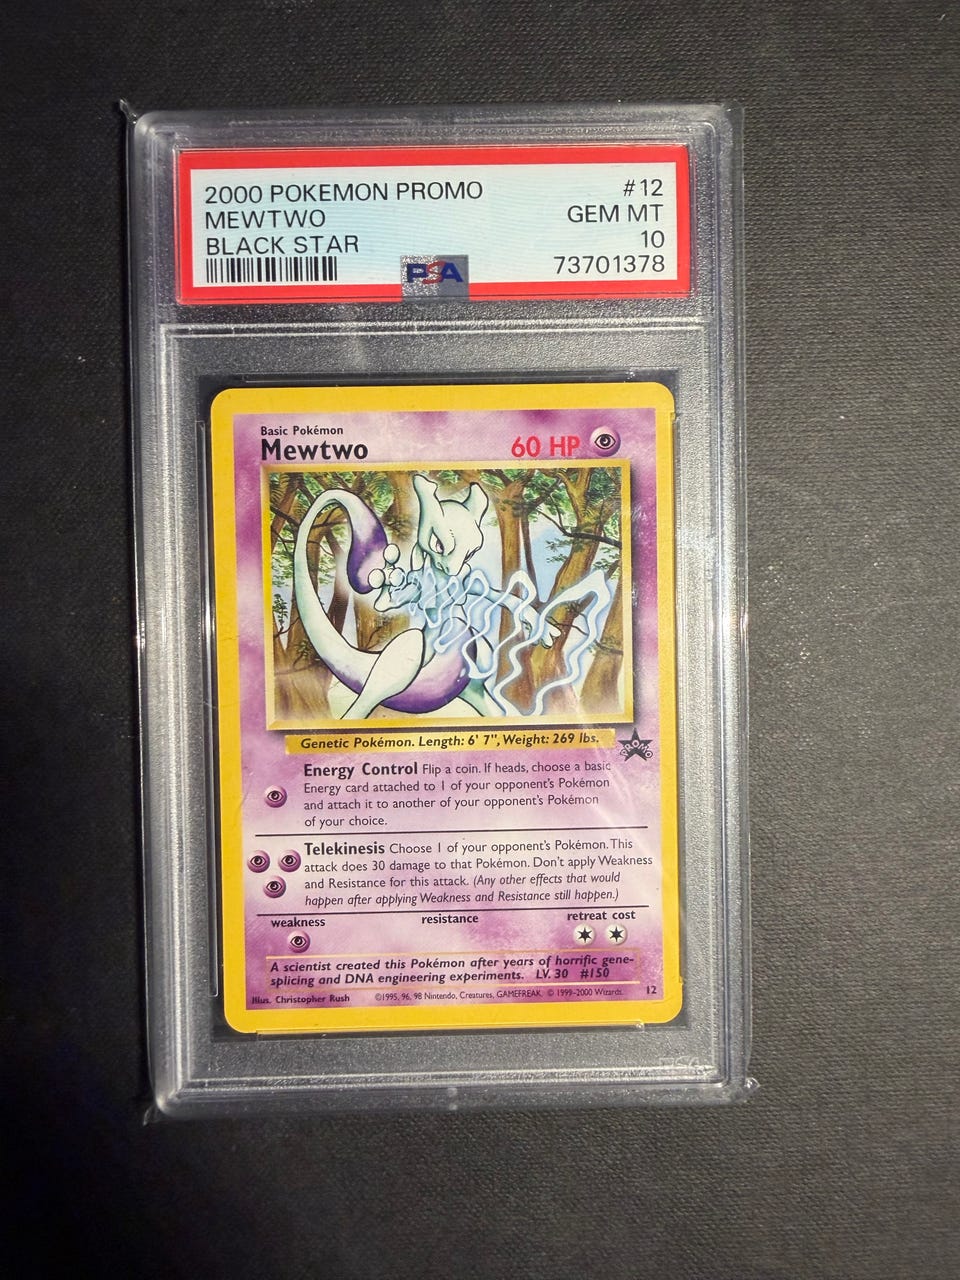 2000 POKEMON PROMO #12
MEWTWO GEM MT
BLACK STAR 10
PSA 73701378
Basic Pokémon
Mewtwo 60 HP
Genetic Pokémon. Length: 6' 7", Weight: 269 lbs.
PROMO
Energy Control Flip a coin. If heads, choose a basic
Energy card attached to 1 of your opponent's Pokémon
and attach it to another of your opponent's Pokémon
of your choice.
Telekinesis Choose 1 of your opponent's Pokémon. This
attack does 30 damage to that Pokémon. Don't apply Weakness
and Resistance for this attack. (Any other effects that would
happen after applying Weakness and Resistance still happen.)
weakness resistance retreat cost
A scientist created this Pokémon after years of horrific gene-
splicing and DNA engineering experiments. LV. 30 #150
Illus. Christopher Rush ©1995, 96, 98 Nintendo, Creatures, GAMEFREAK. © 1999-2000 Wizards. 12
PSA